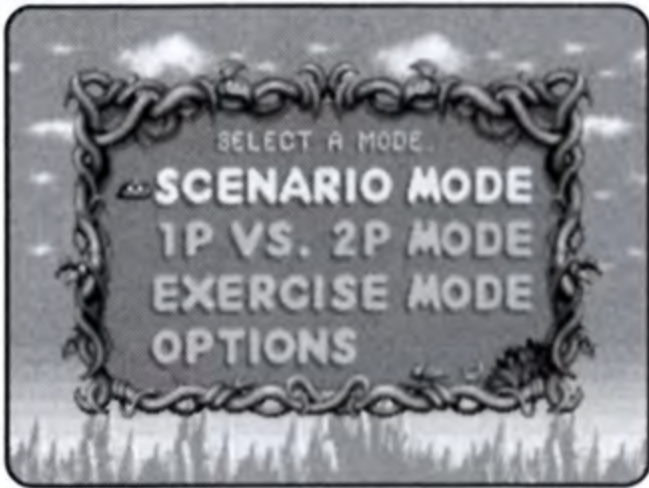 SELECT A MODE.
SCENARIO MODE
1P VS. 2P MODE
EXERCISE MODE
OPTIONS